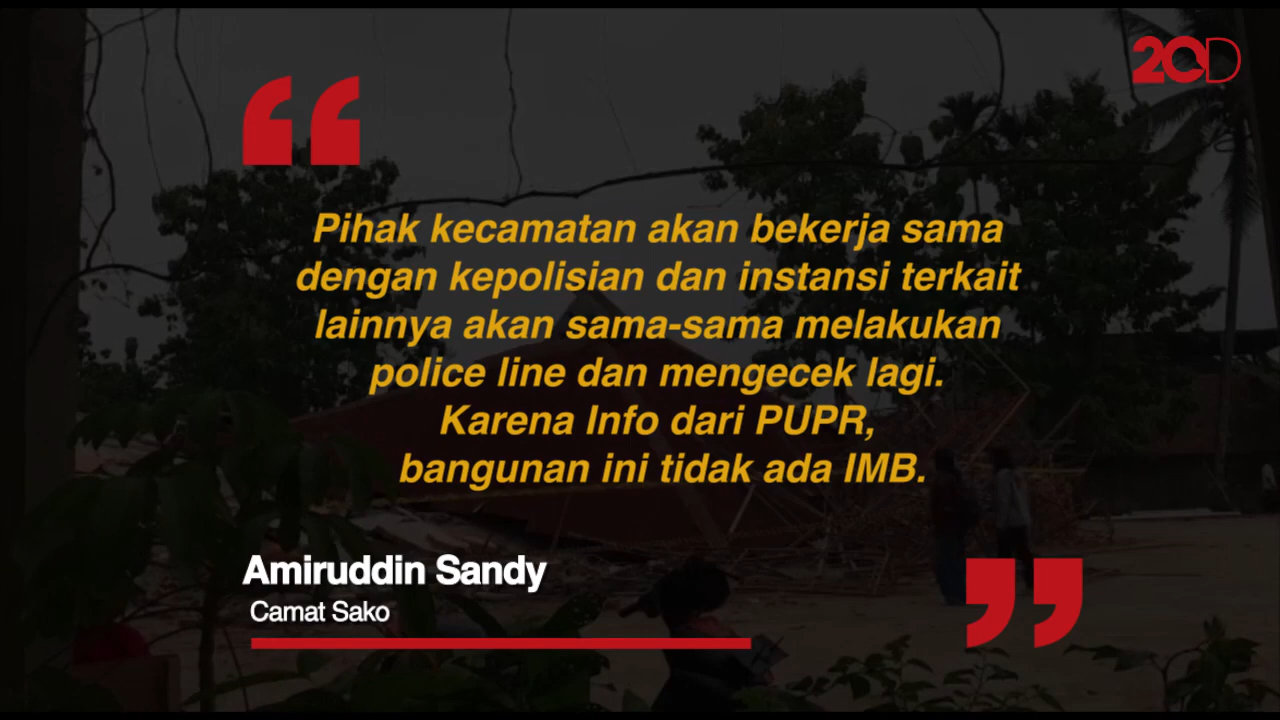 20D
Pihak kecamatan akan bekerja sama
dengan kepolisian dan instansi terkait
lainnya akan sama-sama melakukan
police line dan mengecek lagi.
Karena Info dari PUPR,
bangunan ini tidak ada IMB.
Amiruddin Sandy
Camat Sako